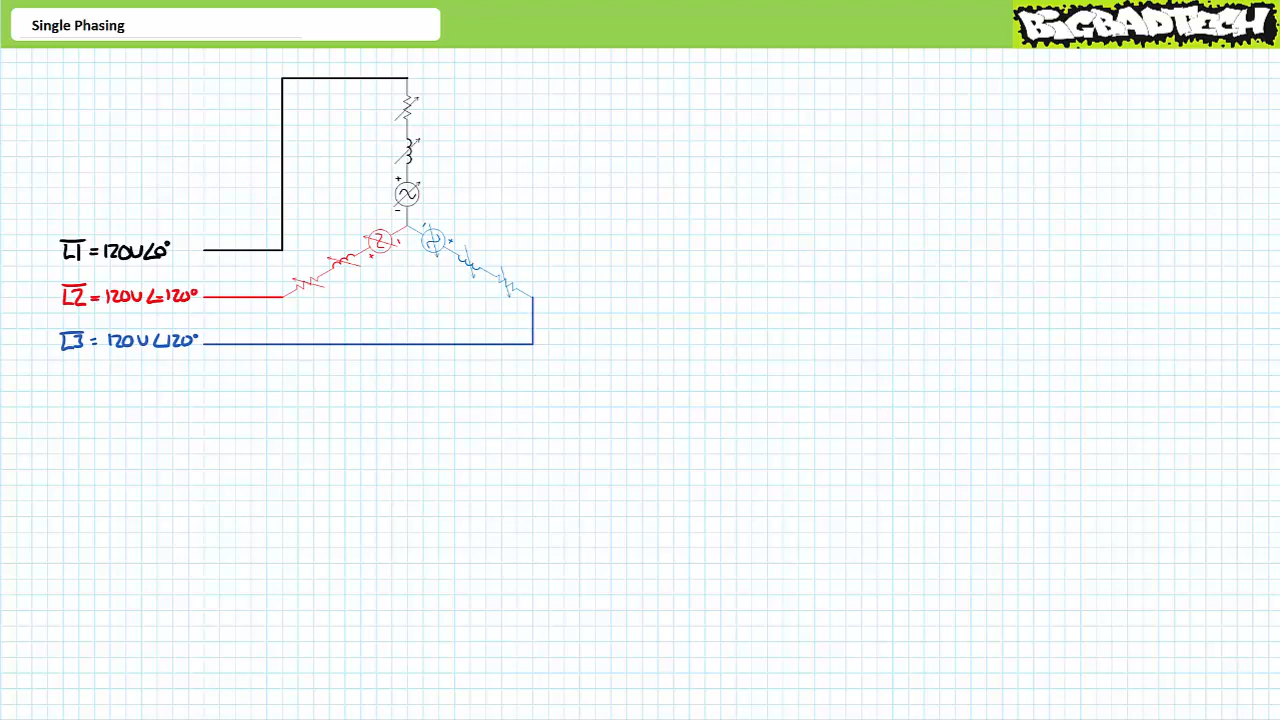 Single Phasing
BIGBADTECH
L1 = 120V∠0°
L2 = 120V∠-120°
L3 = 120V∠120°